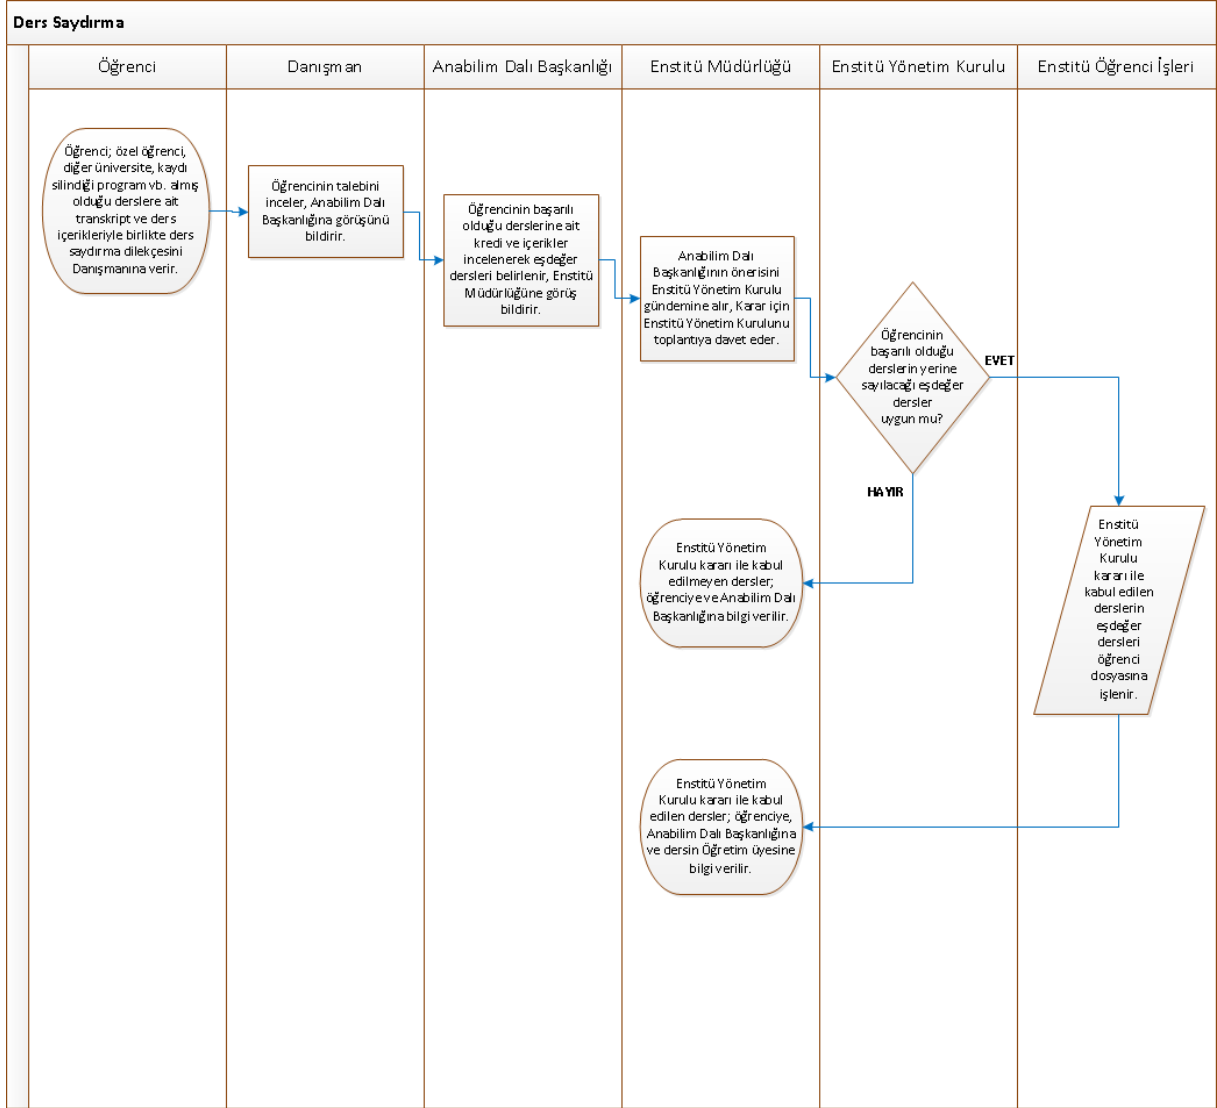 Ders Saydırma
Öğrenci
Danışman
Anabilim Dalı Başkanlığı
Enstitü Müdürlüğü
Enstitü Yönetim Kurulu
Enstitü Öğrenci İşleri
Öğrenci; özel öğrenci,
diğer üniversite, kaydı
silindiği program vb. almış
olduğu derslere ait
transkript ve ders
içerikleriyle birlikte ders
saydırma dilekçesini
Danışmanına verir.
Öğrencinin talebini
inceler, Anabilim Dalı
Başkanlığına görüşünü
bildirir.
Öğrencinin başarılı
olduğu derslerine ait
kredi ve içerikler
incelenerek eşdeğer
dersleri belirlenir, Enstitü
Müdürlüğüne görüş
bildirir.
Anabilim Dalı
Başkanlığının önerisini
Enstitü Yönetim Kurulu
gündemine alır, Karar için
Enstitü Yönetim Kurulunu
toplantıya davet eder.
Öğrencinin
başarılı olduğu
derslerin yerine
sayılacağı eşdeğer
dersler
uygun mu?
EVET
HAYIR
Enstitü Yönetim
Kurulu kararı ile kabul
edilmeyen dersler;
öğrenciye ve Anabilim Dalı
Başkanlığına bilgi verilir.
Enstitü
Yönetim
Kurulu
kararı ile
kabul edilen
derslerin
eşdeğer
dersleri
öğrenci
dosyasına
işlenir.
Enstitü Yönetim
Kurulu kararı ile kabul
edilen dersler; öğrenciye,
Anabilim Dalı Başkanlığına
ve dersin Öğretim üyesine
bilgi verilir.